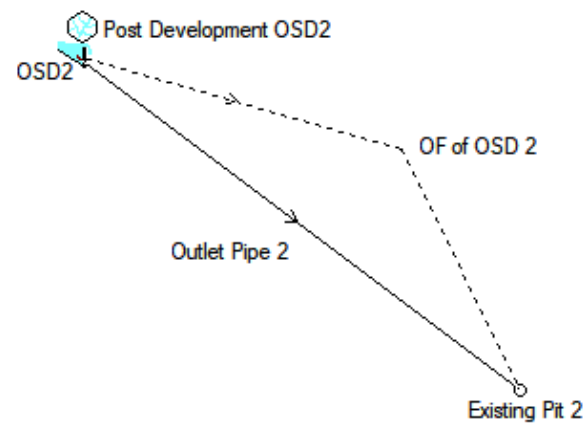 Post Development OSD2
OSD2
OF of OSD 2
Outlet Pipe 2
Existing Pit 2